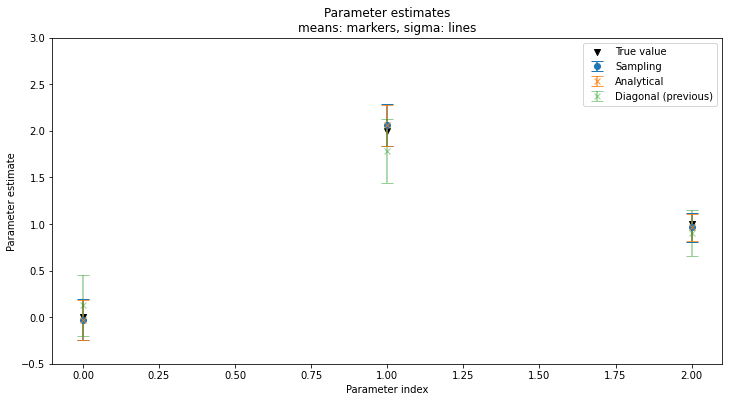 Parameter estimates
means: markers, sigma: lines
True value
Sampling
Analytical
Diagonal (previous)
Parameter estimate
3.0
2.5
2.0
1.5
1.0
0.5
0.0
−0.5
0.00 0.25 0.50 0.75 1.00 1.25 1.50 1.75 2.00
Parameter index